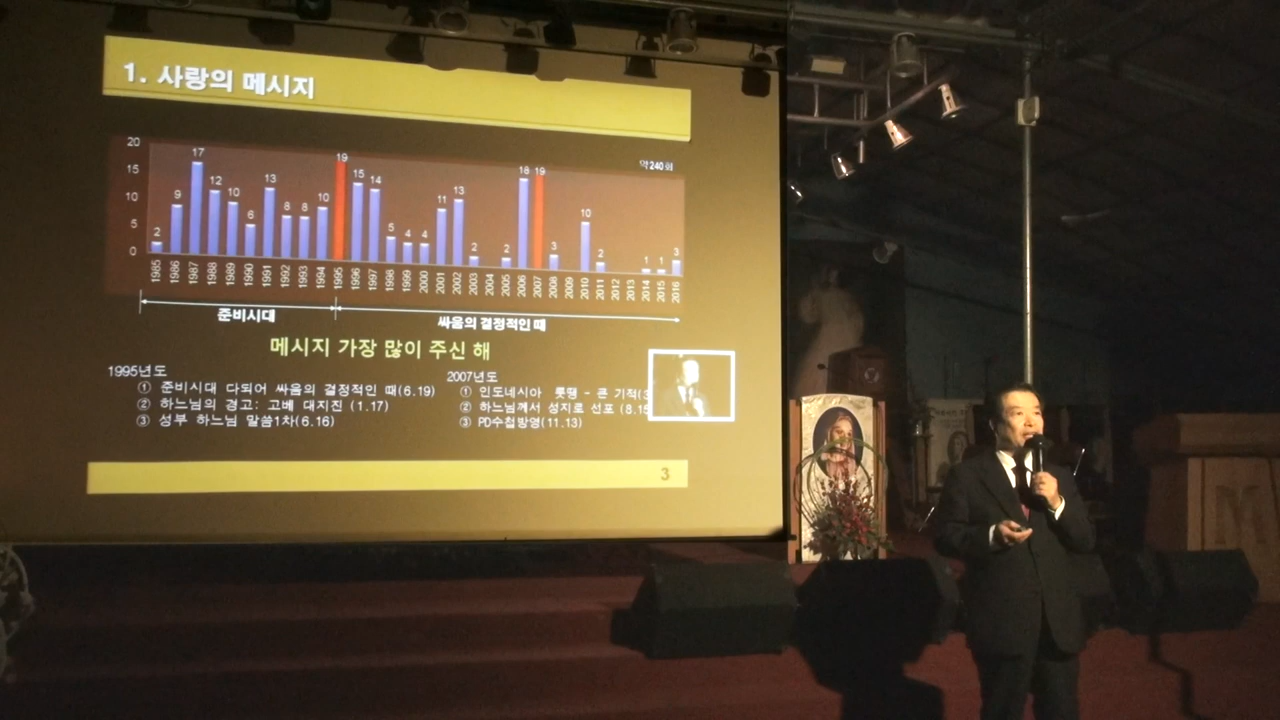 1. 사랑의 메시지
약240회
20
15
10
5
0
2 9 17 12 10 6 13 8 8 10 19 15 14 5 4 4 11 13 2 2 18 19 3 10 2 1 1 3
1985 1986 1987 1988 1989 1990 1991 1992 1993 1994 1995 1996 1997 1998 1999 2000 2001 2002 2003 2004 2005 2006 2007 2008 2009 2010 2011 2012 2013 2014 2015 2016
준비시대
싸움의 결정적인 때
메시지 가장 많이 주신 해
1995년도
① 준비시대 다되어 싸움의 결정적인 때(6.19)
② 하느님의 경고: 고베 대지진 (1.17)
③ 성부 하느님 말씀1차(6.16)
2007년도
① 인도네시아 룻땡 - 큰 기적(3
② 하느님께서 성지로 선포 (8.15
③ PD수첩방영(11.13)
3
M